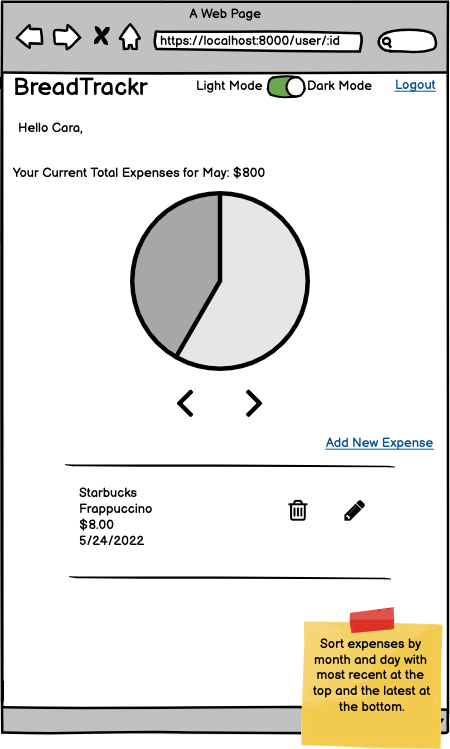 A Web Page
https://localhost:8000/user/:id
BreadTrackr
Light Mode Dark Mode
Logout
Hello Cara,
Your Current Total Expenses for May: $800
Add New Expense
Starbucks
Frappuccino
$8.00
5/24/2022
Sort expenses by
month and day with
most recent at the
top and the latest at
the bottom.